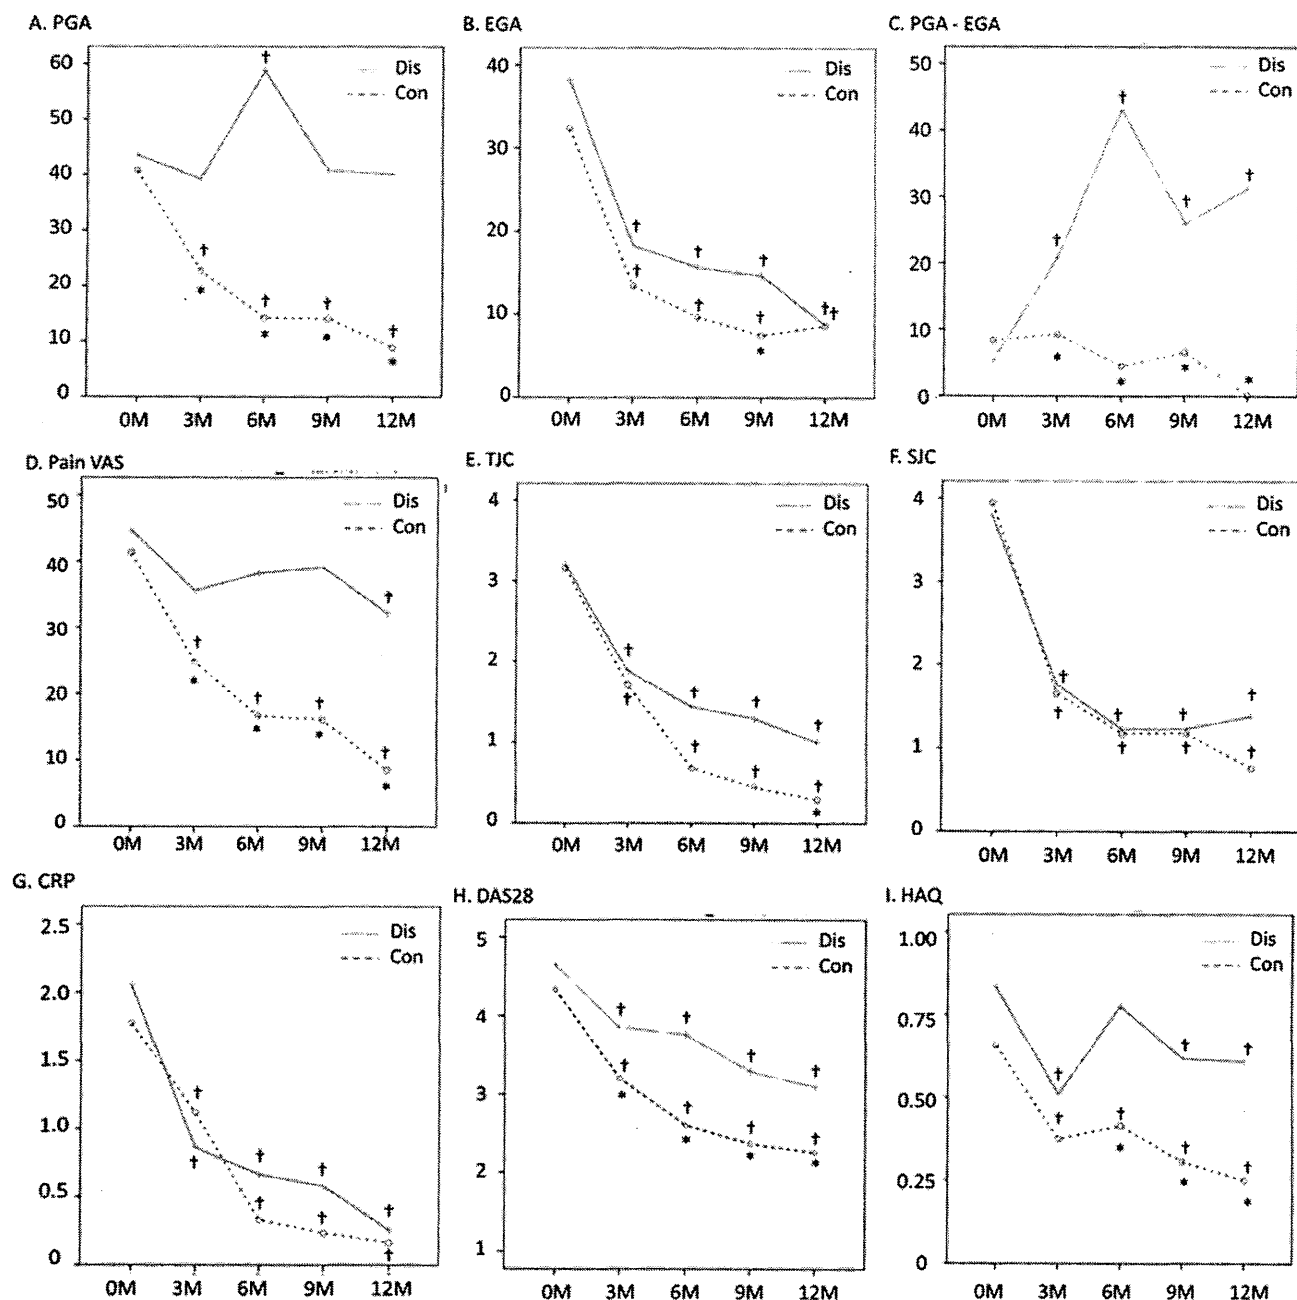 A. PGA
60
50
40
30
20
10
0
0M 3M 6M 9M 12M
Dis
Con
†
† † † †
* * * *
B. EGA
40
30
20
10
0
0M 3M 6M 9M 12M
Dis
Con
† † † †
† † † †
*
C. PGA - EGA
50
40
30
20
10
0
0M 3M 6M 9M 12M
Dis
Con
† † † †
* * * *
D. Pain VAS
50
40
30
20
10
0
0M 3M 6M 9M 12M
Dis
Con
†
† † † †
* * * *
E. TJC
4
3
2
1
0
0M 3M 6M 9M 12M
Dis
Con
† † † †
† † † †
*
F. SJC
4
3
2
1
0
0M 3M 6M 9M 12M
Dis
Con
† † † †
† † † †
G. CRP
2.5
2.0
1.5
1.0
0.5
0
0M 3M 6M 9M 12M
Dis
Con
† † † †
† † † †
H. DAS28
5
4
3
2
1
0M 3M 6M 9M 12M
Dis
Con
† † † †
† † † †
* * * *
I. HAQ
1.00
0.75
0.50
0.25
0
0M 3M 6M 9M 12M
Dis
Con
† † †
† † † †
* * *